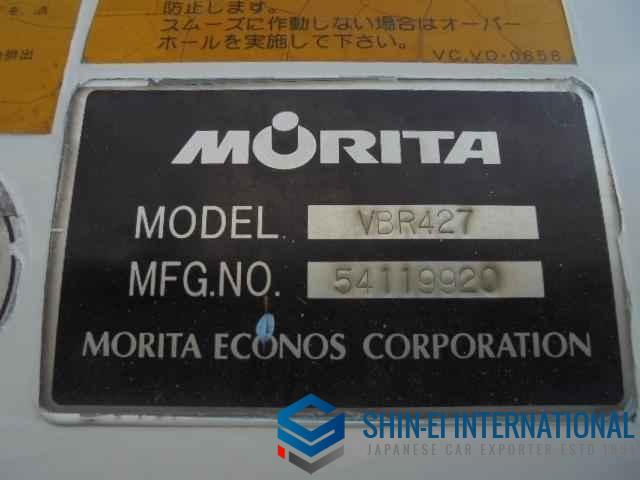 防止します。
スムーズに作動しない場合はオーバー
ホールを実施して下さい。
VC,VD-0656
MORITA
MODEL VBR427
MFG.NO. 54119920
MORITA ECONOS CORPORATION
SHIN-EI INTERNATIONAL
JAPANESE CAR EXPORTER ESTD 1991